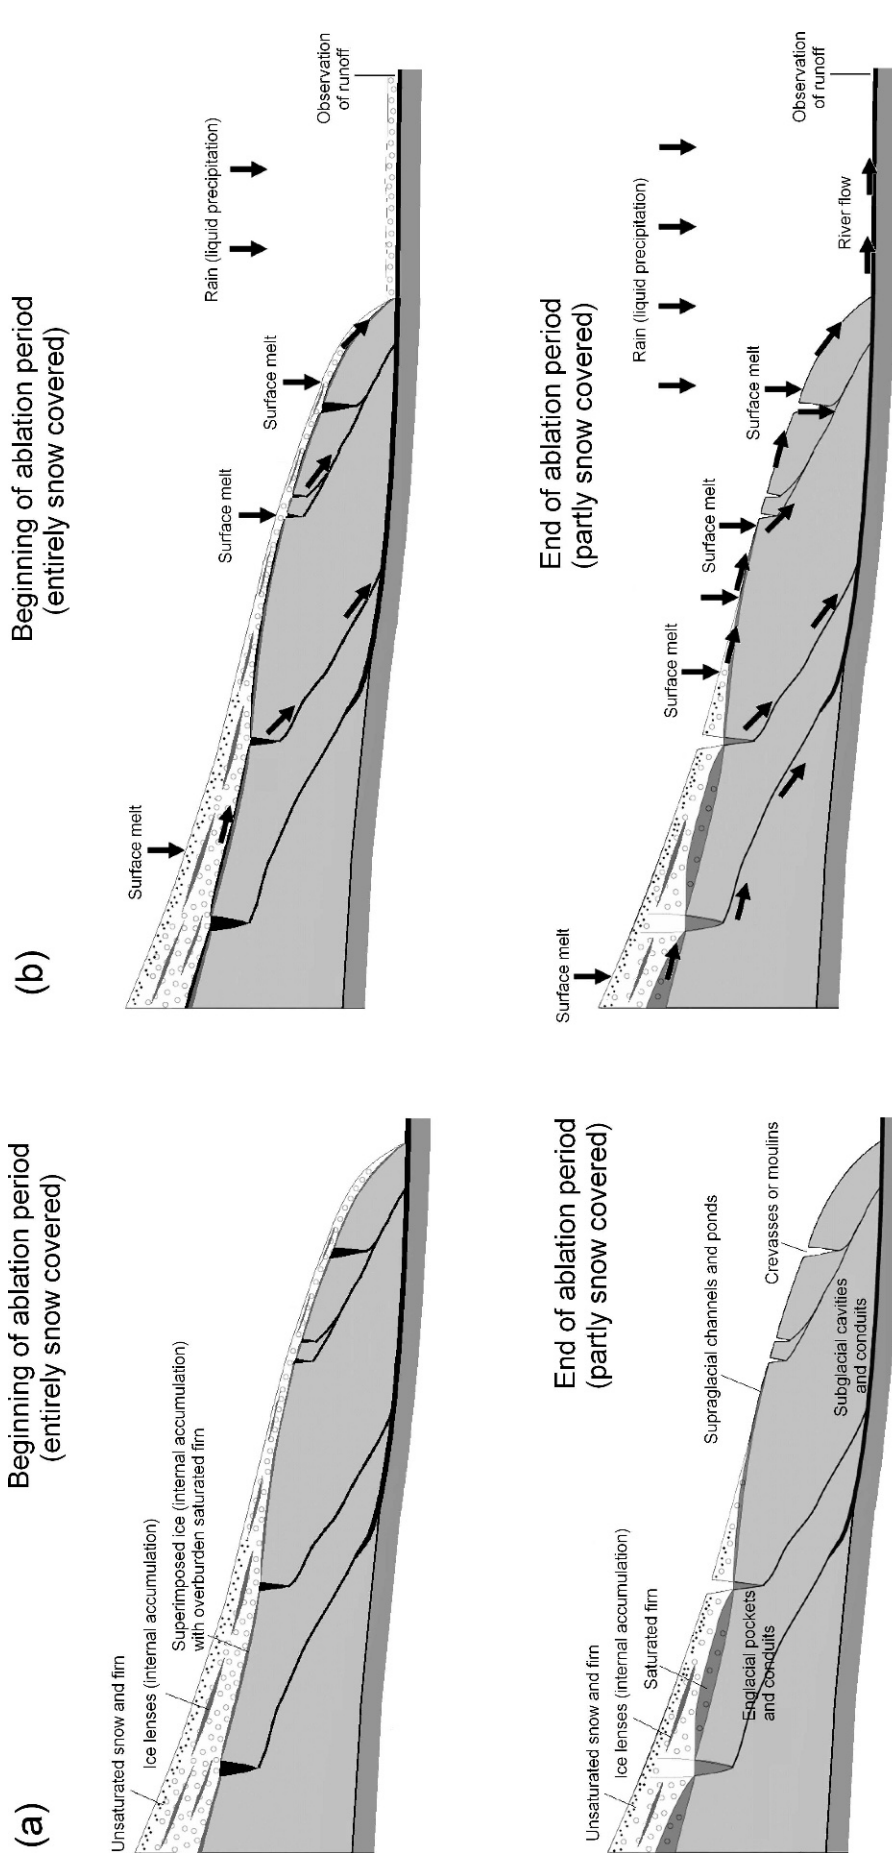 (a)
Beginning of ablation period
(entirely snow covered)
Unsaturated snow and firn
Ice lenses (internal accumulation)
Superimposed ice (internal accumulation)
with overburden saturated firn
End of ablation period
(partly snow covered)
Unsaturated snow and firn
Ice lenses (internal accumulation)
Saturated firn
Englacial pockets
and conduits
Supraglacial channels and ponds
Crevasses or moulins
Subglacial cavities
and conduits
(b)
Beginning of ablation period
(entirely snow covered)
Surface melt
Surface melt
Surface melt
Rain (liquid precipitation)
Observation
of runoff
End of ablation period
(partly snow covered)
Surface melt
Surface melt
Surface melt
Surface melt
Rain (liquid precipitation)
River flow
Observation
of runoff